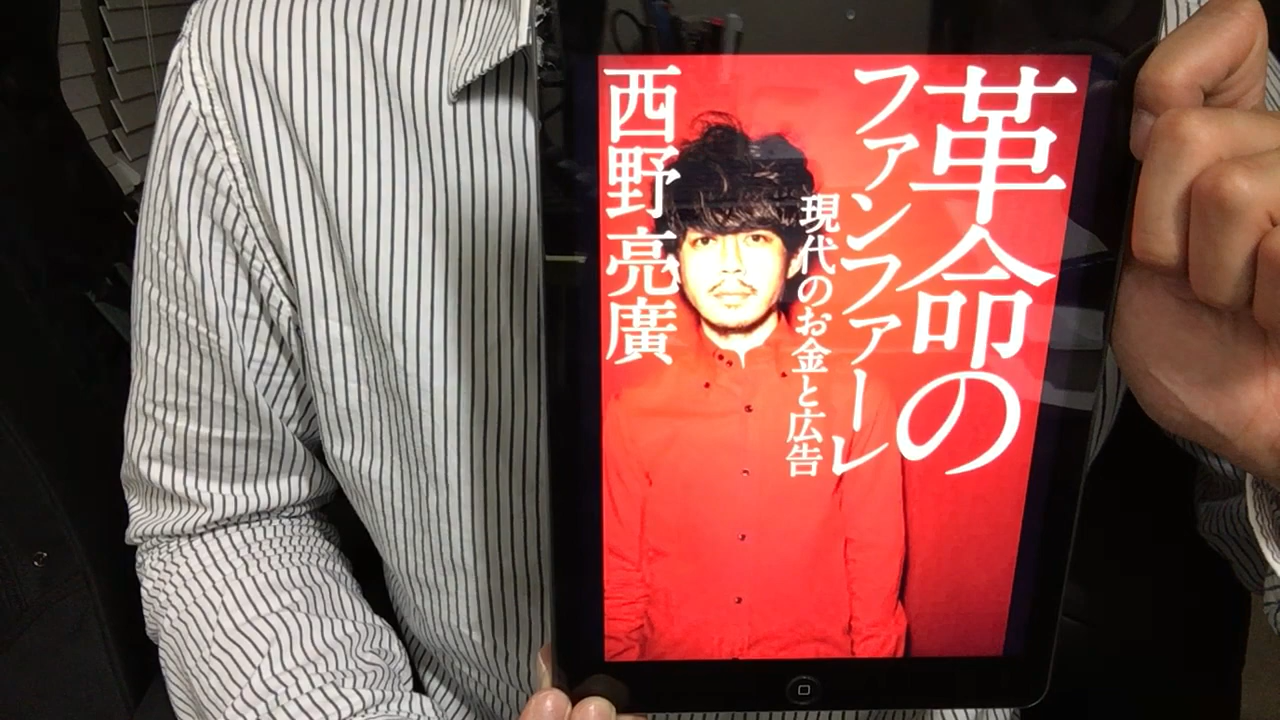 革命の
ファンファーレ
現代のお金と広告
西野亮廣